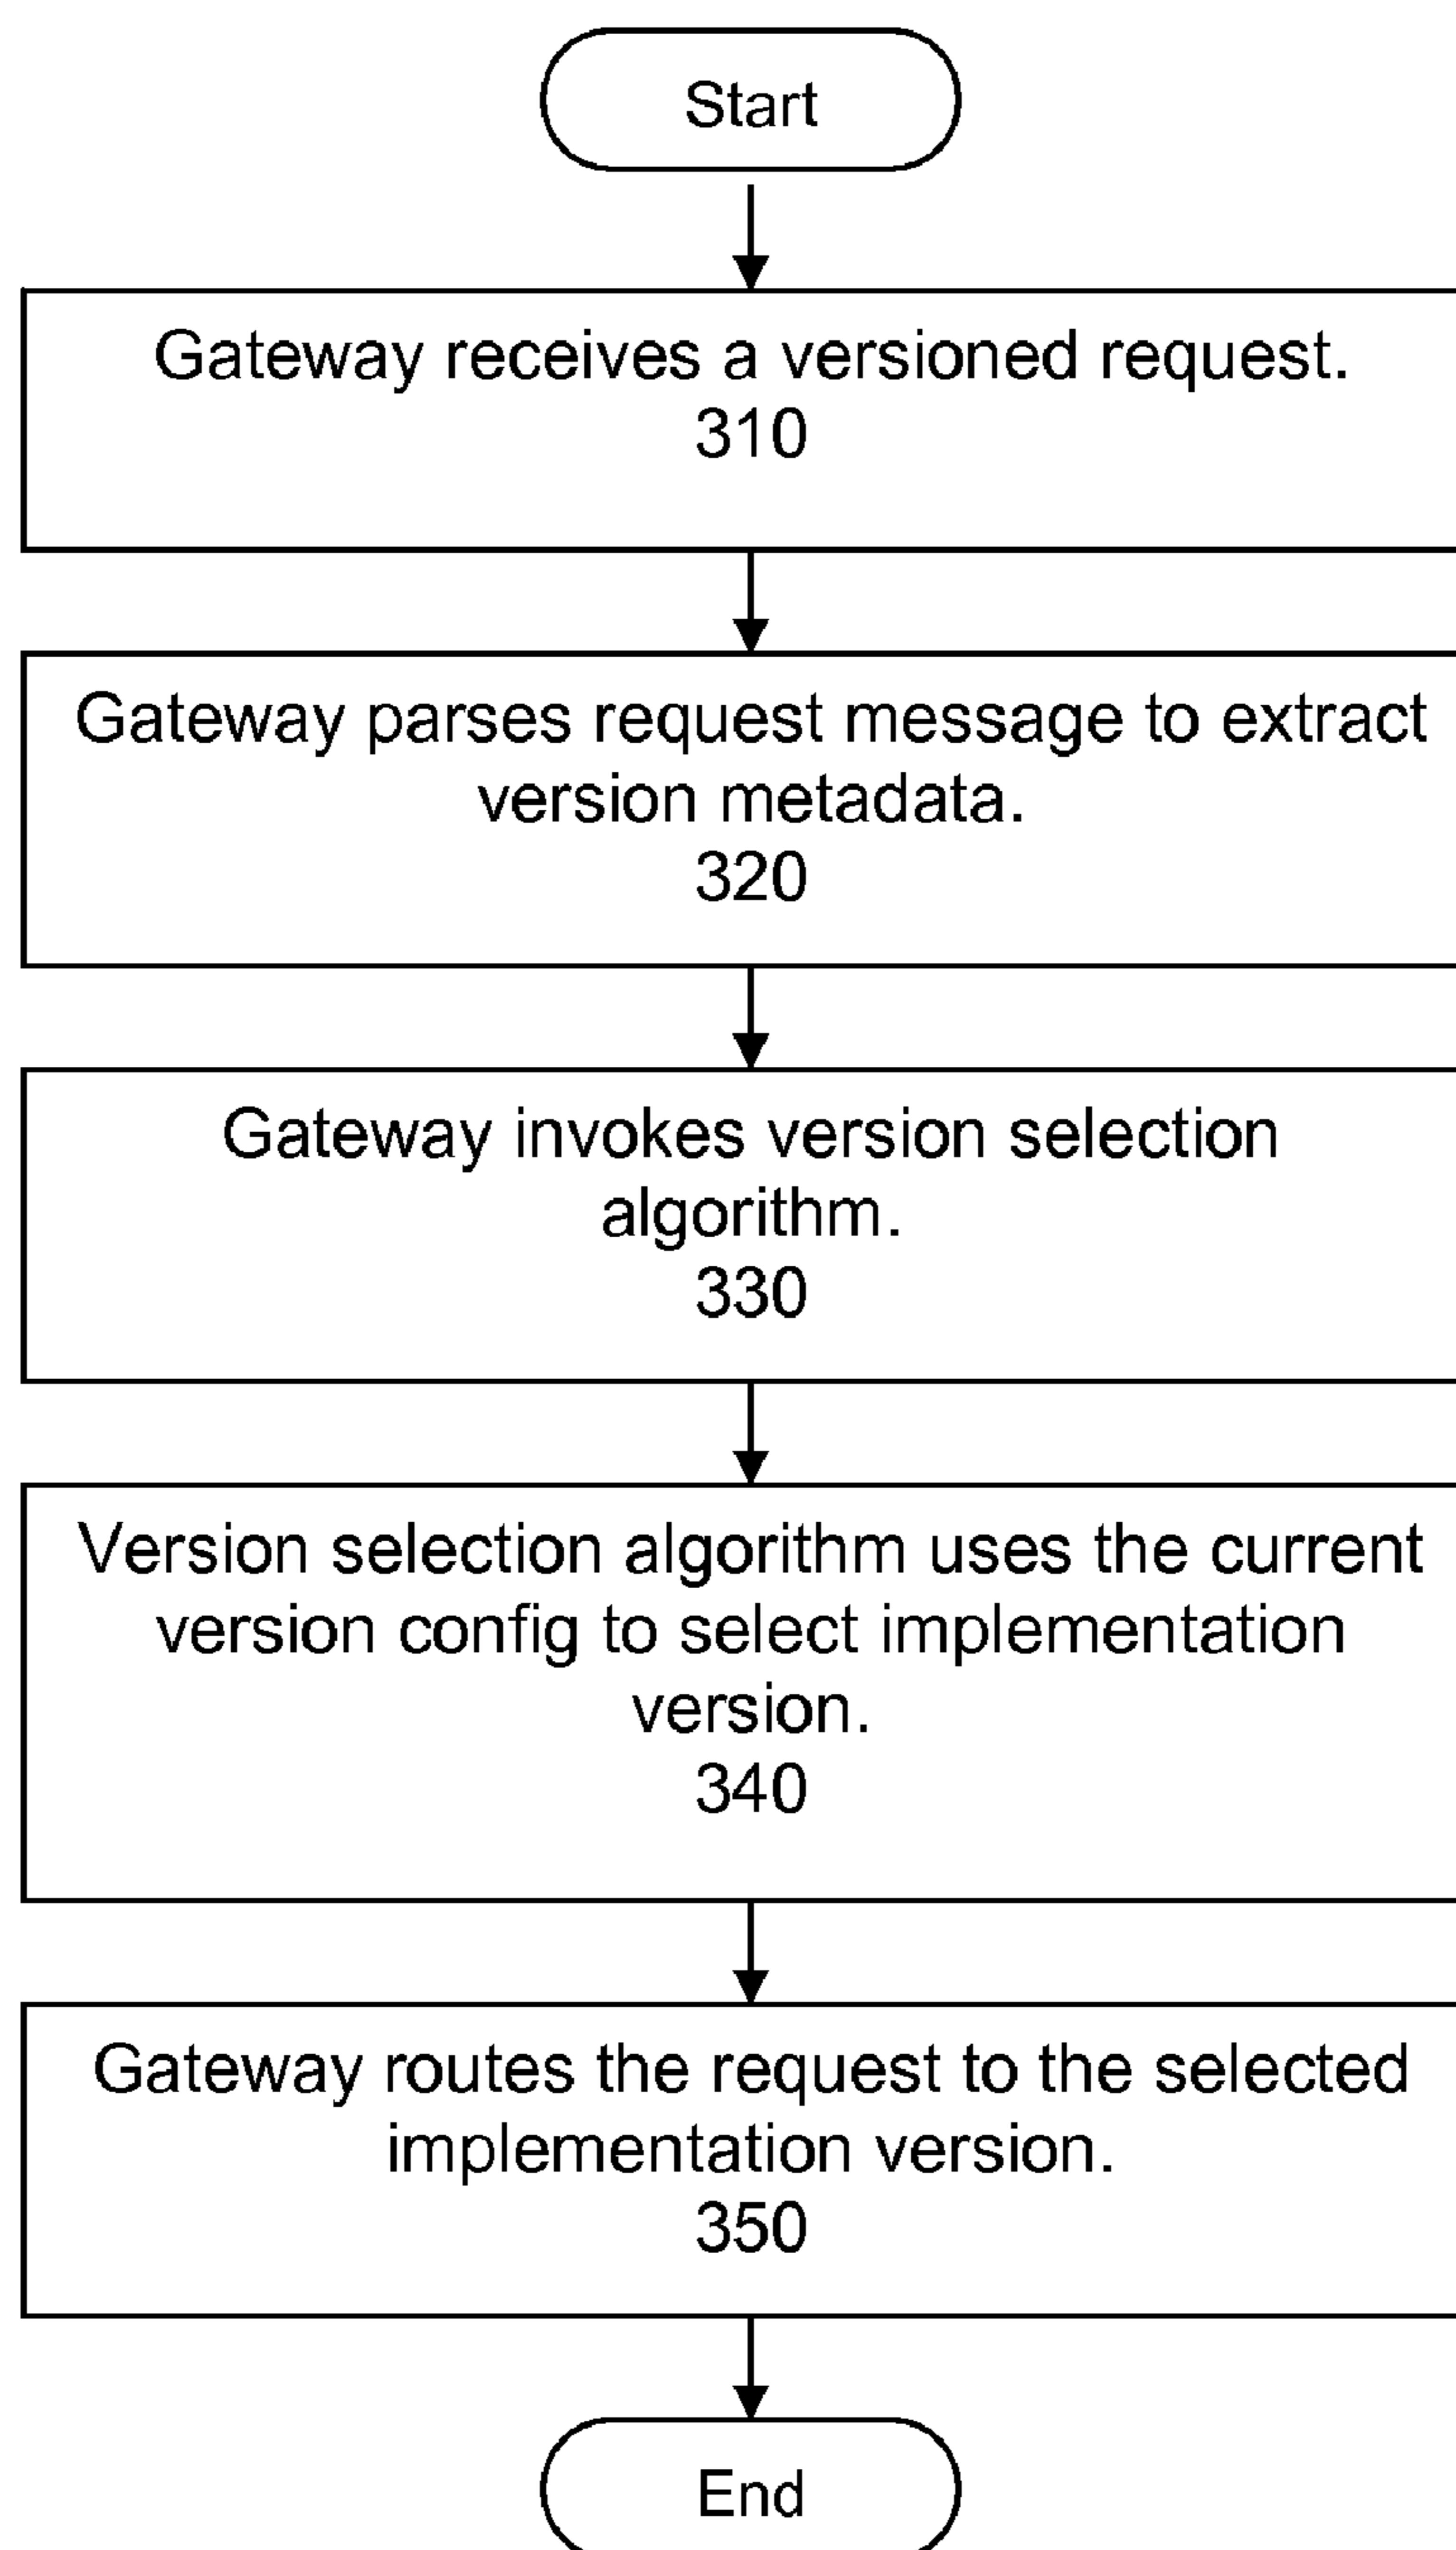 Start
Gateway receives a versioned request.
310
Gateway parses request message to extract
version metadata.
320
Gateway invokes version selection
algorithm.
330
Version selection algorithm uses the current
version config to select implementation
version.
340
Gateway routes the request to the selected
implementation version.
350
End